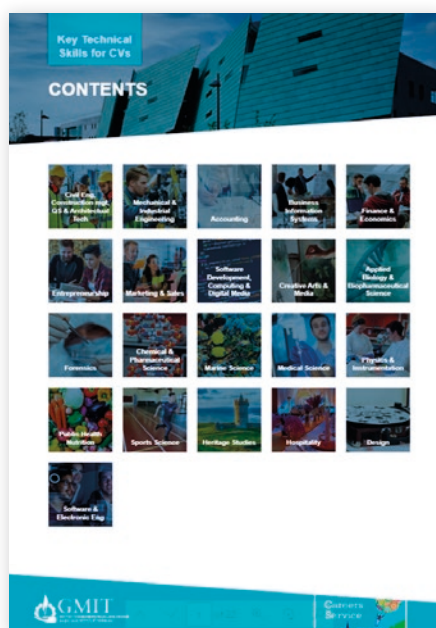 Key Technical
Skills for CVs
CONTENTS
Civil Eng,
Construction mgt,
QS & Architectual
Tech
Mechanical &
Industrial
Engineering
Accounting
Business
Information
Systems
Finance &
Economics
Entrepreneurship
Marketing & Sales
Software
Development,
Computing &
Digital Media
Creative Arts &
Media
Applied
Biology &
Biopharmaceutical
Science
Forensics
Chemical &
Pharmaceutical
Science
Marine Science
Medical Science
Physics &
Instrumentation
Public Health
Nutrition
Sports Science
Heritage Studies
Hospitality
Design
Software &
Electronic Eng
GMIT
Careers
Service